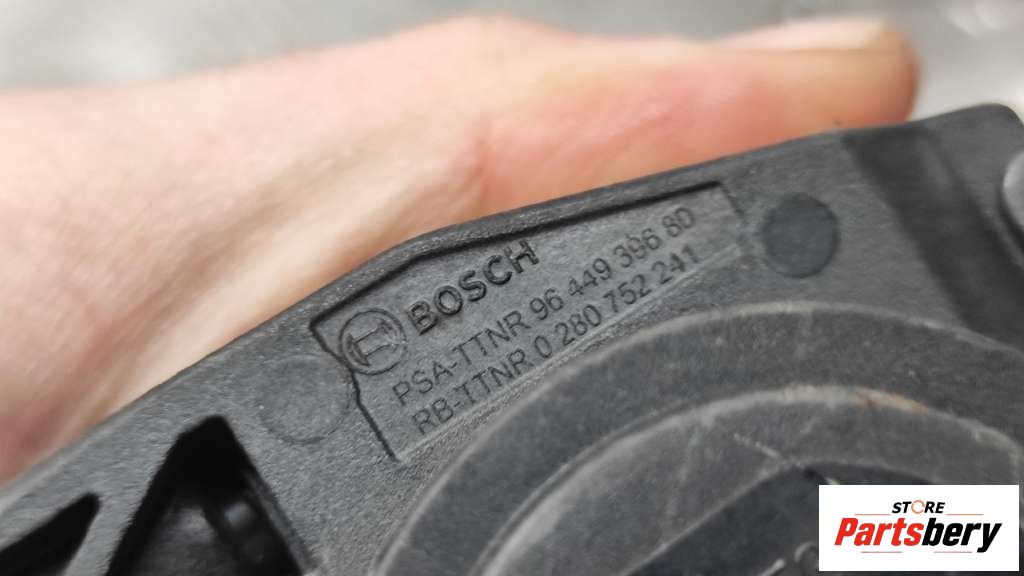 BOSCH
PSA-TTNR 96 449 396 80
RB-TTNR 0 280 752 241
STORE
Partsbery